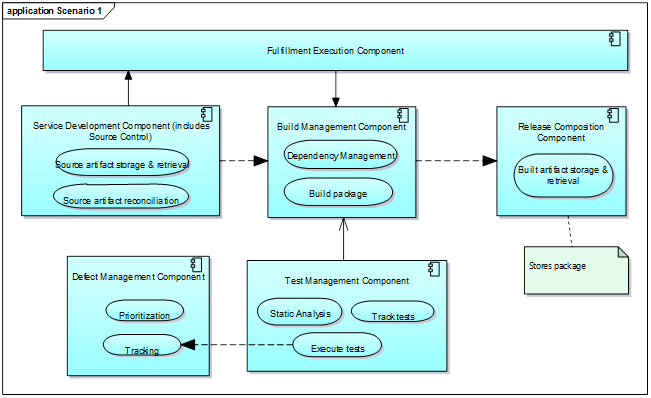 application Scenario 1
Fulfillment Execution Component
Service Development Component (includes
Source Control)
Source artifact storage & retrieval
Source artifact reconciliation
Build Management Component
Dependency Management
Build package
Release Composition
Component
Built artifact storage &
retrieval
Stores package
Defect Management Component
Prioritization
Tracking
Test Management Component
Static Analysis
Track tests
Execute tests